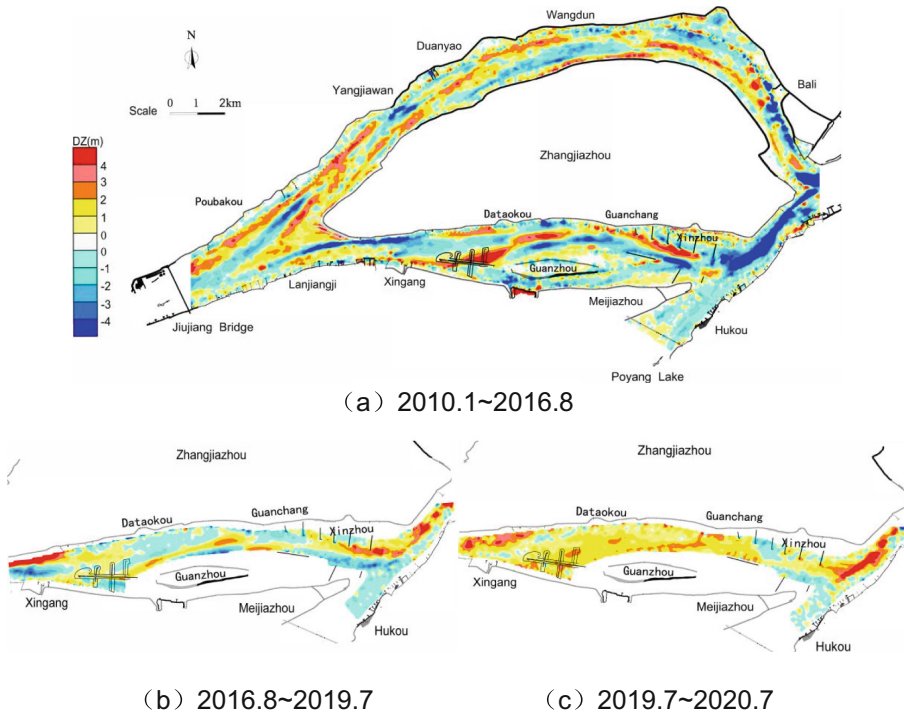 Wangdun
N
Duanyao
Yangjiawan
Bali
Scale 0 1 2km
DZ(m)
4
3
2
1
0
-1
-2
-3
-4
Zhangjiazhou
Poubakou
Dataokou
Guanchang
Xinzhou
Guanzhou
Lanjiangji
Xingang
Meijiazhou
Jiujiang Bridge
Hukou
Poyang Lake
（a）2010.1~2016.8
Zhangjiazhou
Dataokou
Guanchang
Xinzhou
Guanzhou
Xingang
Meijiazhou
Hukou
Zhangjiazhou
Dataokou
Guanchang
Xinzhou
Guanzhou
Xingang
Meijiazhou
Hukou
（b）2016.8~2019.7
（c）2019.7~2020.7